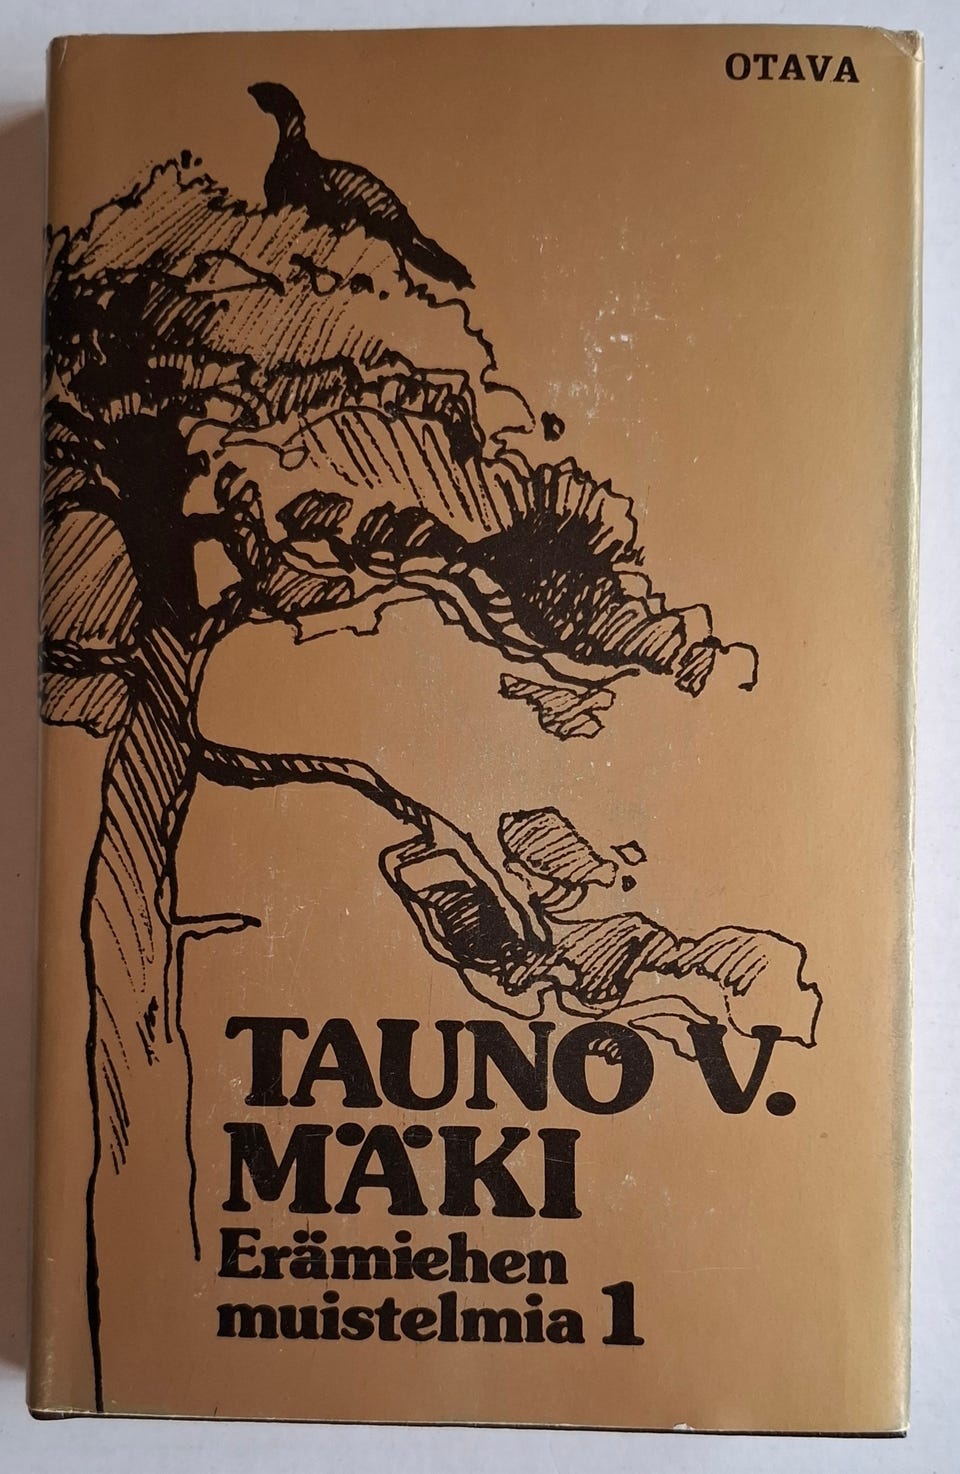 OTAVA
TAUNO V.
MÄKI
Erämiehen
muistelmia 1